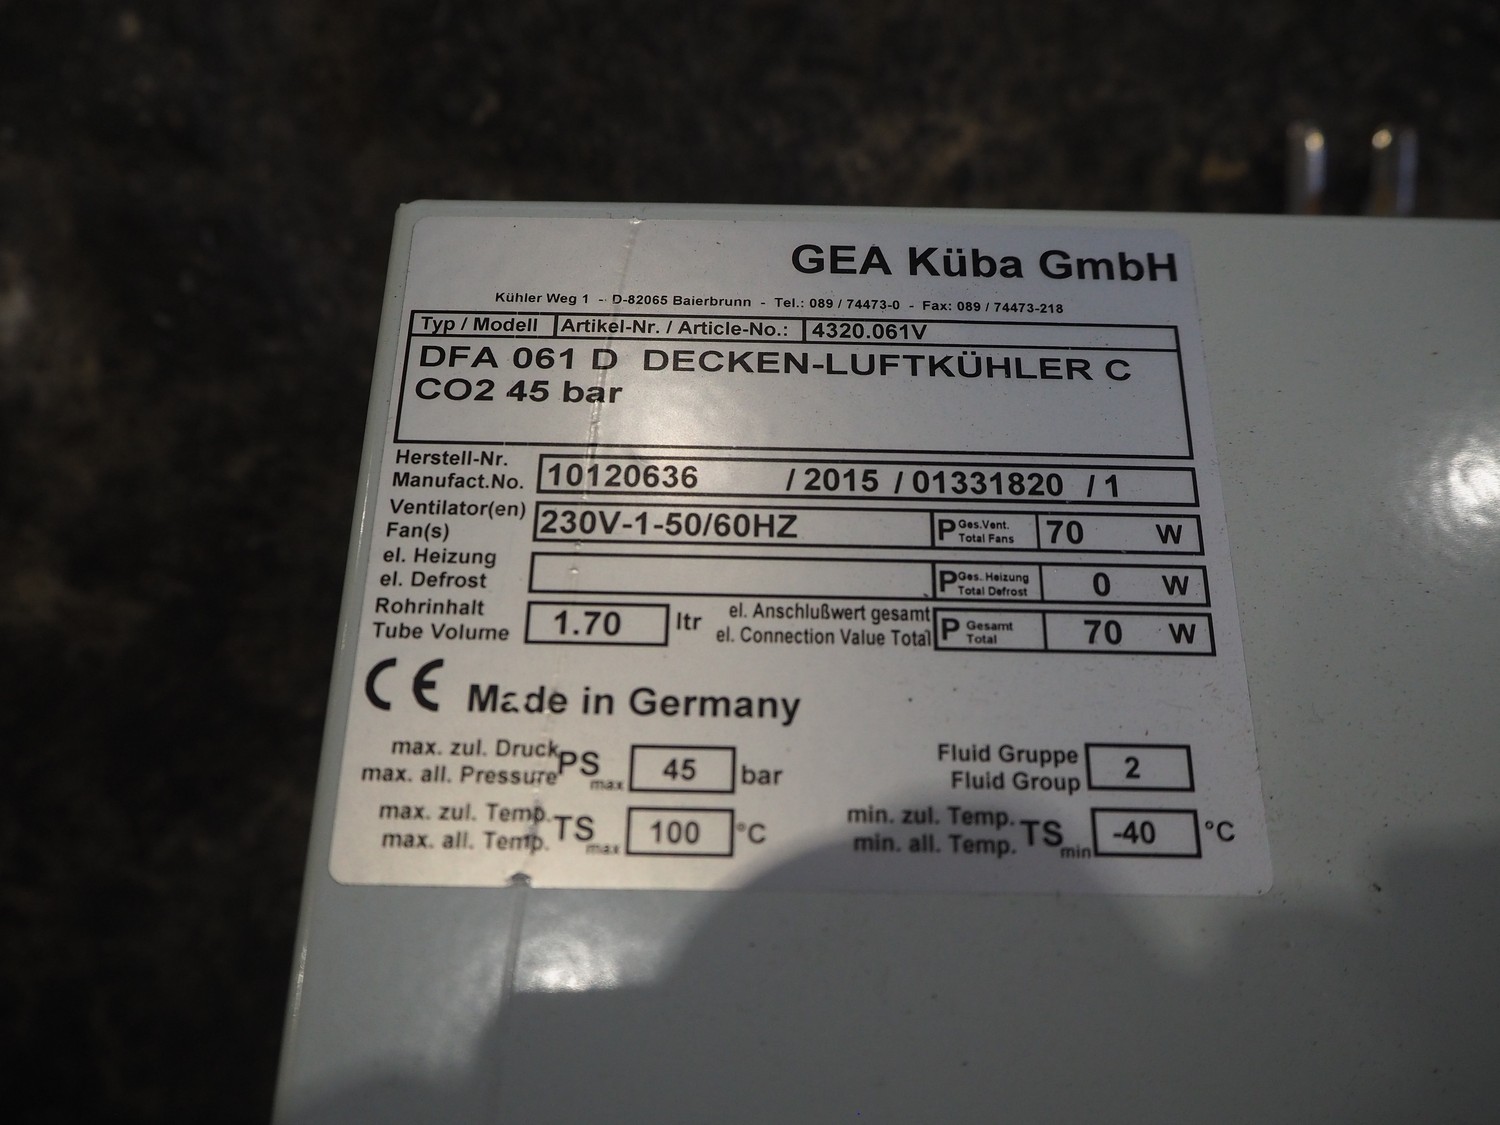 GEA Küba GmbH
Kühler Weg 1 - D-82065 Baierbrunn - Tel.: 089 / 74473-0 - Fax: 089 / 74473-218
Typ / Modell Artikel-Nr. / Article-No.: 4320.061V
DFA 061 D DECKEN-LUFTKÜHLER C
CO2 45 bar
Herstell-Nr.
Manufact.No. 10120636 / 2015 / 01331820 / 1
Ventilator(en)
Fan(s) 230V-1-50/60HZ P Ges.Vent. Total Fans 70 W
el. Heizung
el. Defrost P Ges. Heizung Total Defrost 0 W
Rohrinhalt
Tube Volume 1.70 ltr
el. Anschlußwert gesamt
el. Connection Value Total P Gesamt Total 70 W
CE Made in Germany
max. zul. Druck
max. all. Pressure PS max 45 bar
Fluid Gruppe
Fluid Group 2
max. zul. Temp.
max. all. Temp. TS max 100 °C
min. zul. Temp.
min. all. Temp. TS min -40 °C